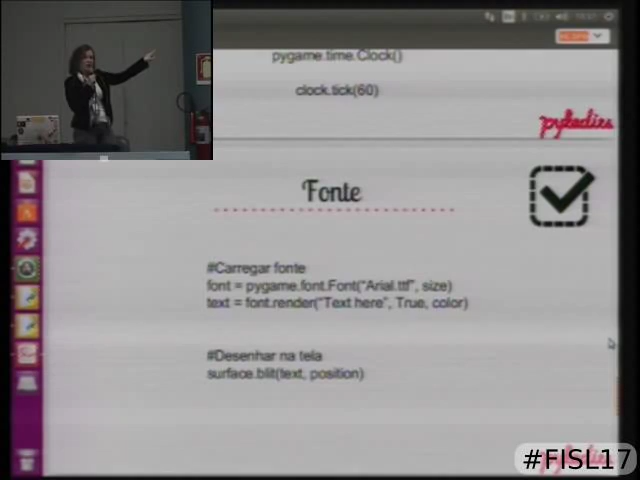 pygame.time.Clock()
clock.tick(60)
pyladies
Fonte
#Carregar fonte
font = pygame.font.Font("Arial.ttf", size)
text = font.render("Text here", True, color)
#Desenhar na tela
surface.blit(text, position)
#FISL17